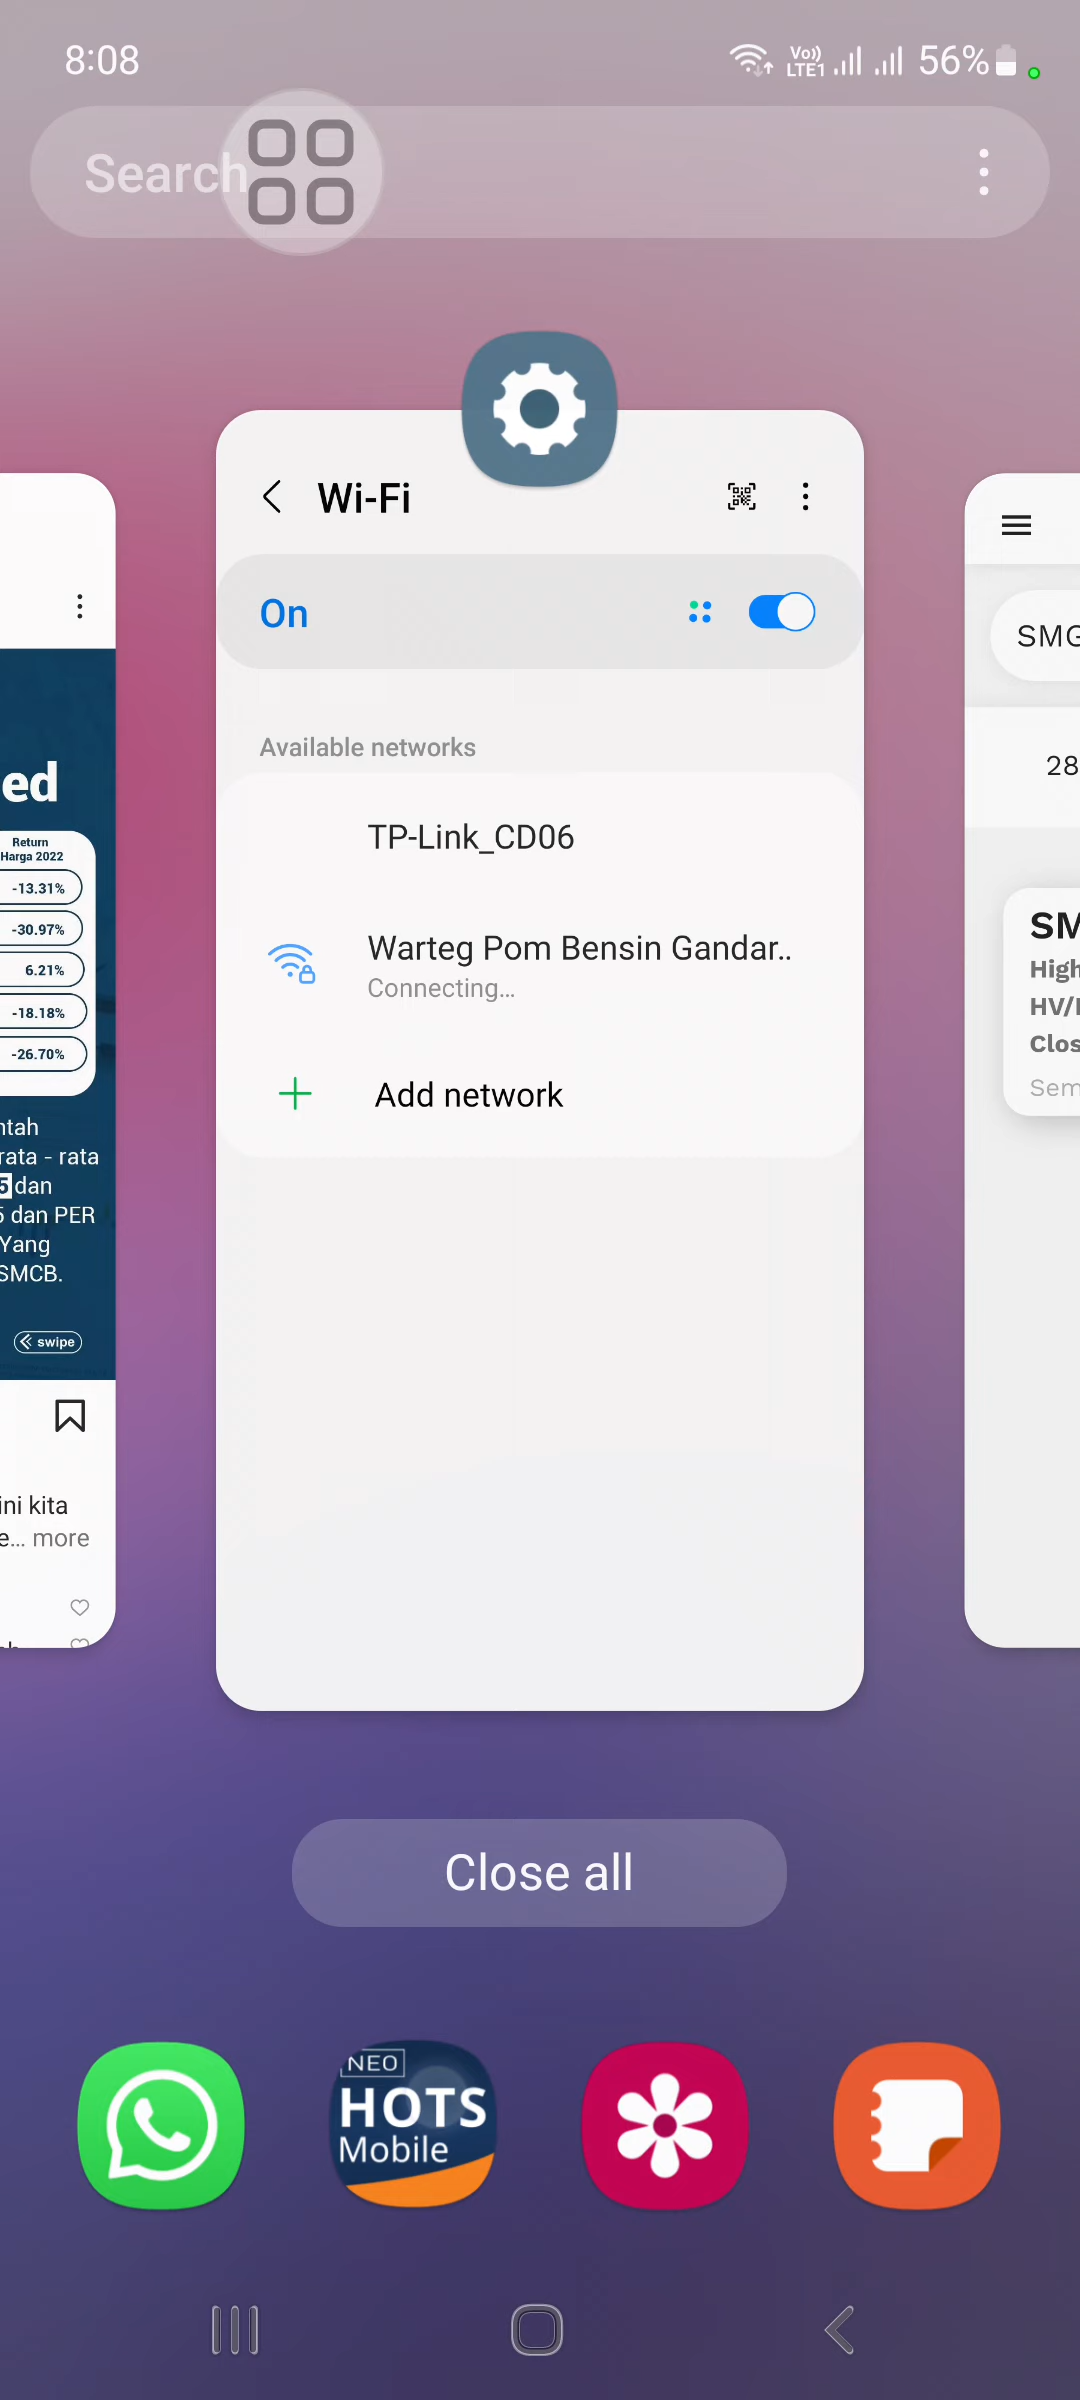 8:08
Vo))
LTE1
56%
Search
Wi-Fi
On
Available networks
TP-Link_CD06
Warteg Pom Bensin Gandar..
Connecting...
Add network
ed
Return
Harga 2022
-13.31%
-30.97%
6.21%
-18.18%
-26.70%
ntah
rata - rata
5 dan
5 dan PER
Yang
SMCB.
swipe
ini kita
e... more
SMG
28
SM
High
HV/
Clos
Sem
Close all
NEO
HOTS
Mobile